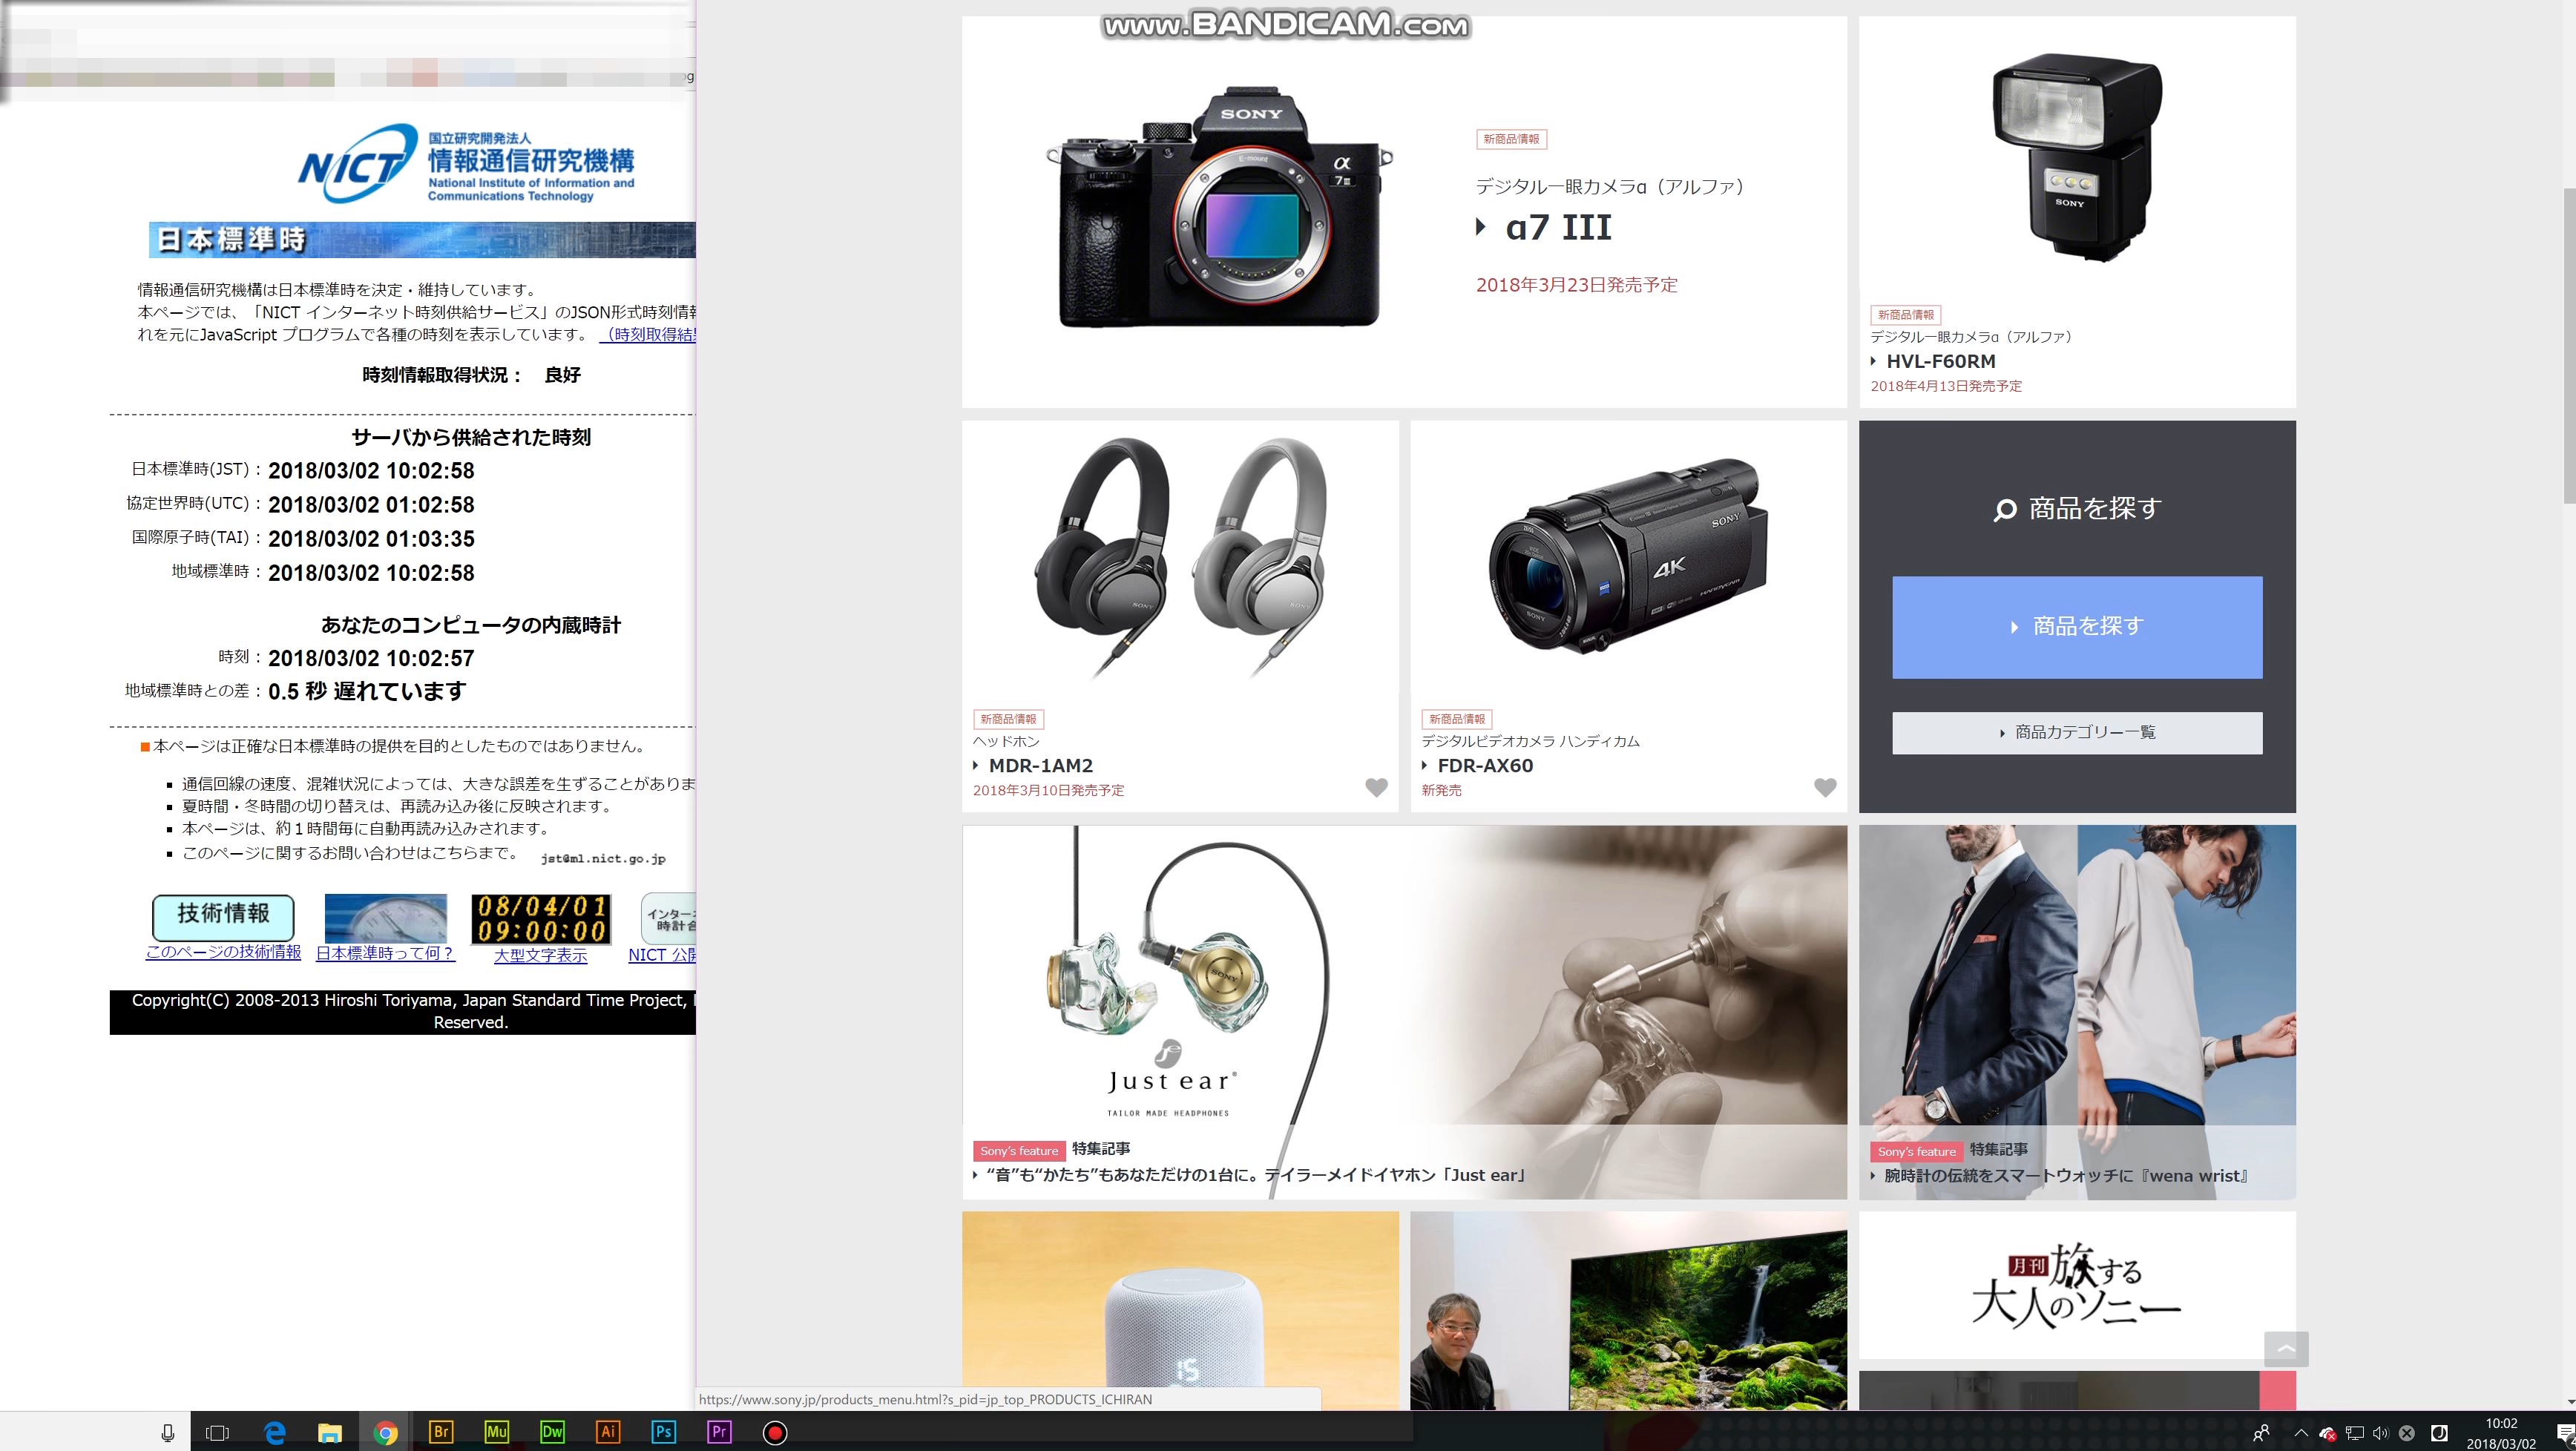 www.BANDICAM.com
NICT
国立研究開発法人
情報通信研究機構
National Institute of Information and
Communications Technology
日本標準時
情報通信研究機構は日本標準時を決定・維持しています。
本ページでは、「NICT インターネット時刻供給サービス」のJSON形式時刻情報
れを元にJavaScript プログラムで各種の時刻を表示しています。 （時刻取得結果
時刻情報取得状況： 良好
サーバから供給された時刻
日本標準時(JST)：2018/03/02 10:02:58
協定世界時(UTC)：2018/03/02 01:02:58
国際原子時(TAI)：2018/03/02 01:03:35
地域標準時：2018/03/02 10:02:58
あなたのコンピュータの内蔵時計
時刻：2018/03/02 10:02:57
地域標準時との差：0.5 秒 遅れています
■本ページは正確な日本標準時の提供を目的としたものではありません。
通信回線の速度、混雑状況によっては、大きな誤差を生ずることがありま
夏時間・冬時間の切り替えは、再読み込み後に反映されます。
本ページは、約１時間毎に自動再読み込みされます。
このページに関するお問い合わせはこちらまで。 jst@ml.nict.go.jp
技術情報
08/04/01
09:00:00
インターネ
時計合
このページの技術情報
日本標準時って何？
大型文字表示
NICT 公開
Copyright(C) 2008-2013 Hiroshi Toriyama, Japan Standard Time Project,
Reserved.
SONY
E-mount
α
7III
新商品情報
デジタル一眼カメラα（アルファ）
α7 III
2018年3月23日発売予定
SONY
新商品情報
デジタル一眼カメラα（アルファ）
HVL-F60RM
2018年4月13日発売予定
SONY
SONY
新商品情報
ヘッドホン
MDR-1AM2
2018年3月10日発売予定
SONY
4K
HANDYCAM
SONY
新商品情報
デジタルビデオカメラ ハンディカム
FDR-AX60
新発売
商品を探す
商品を探す
商品カテゴリー一覧
SONY
Just ear
TAILOR MADE HEADPHONES
Sony's feature 特集記事
“音”も“かたち”もあなただけの1台に。テイラーメイドイヤホン「Just ear」
Sony's feature 特集記事
腕時計の伝統をスマートウォッチに『wena wrist』
15
月刊 旅する
大人のソニー
https://www.sony.jp/products_menu.html?s_pid=jp_top_PRODUCTS_ICHIRAN
Br
Mu
Dw
Ai
Ps
Pr
10:02
2018/03/02